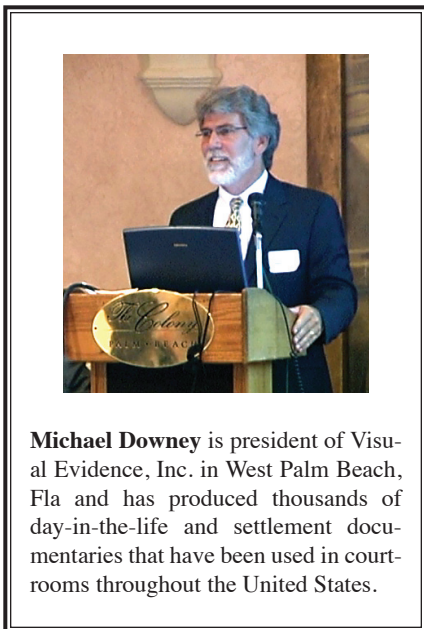 The Colony
PALM • BEACH
Michael Downey is president of Visu-
al Evidence, Inc. in West Palm Beach,
Fla and has produced thousands of
day-in-the-life and settlement docu-
mentaries that have been used in court-
rooms throughout the United States.